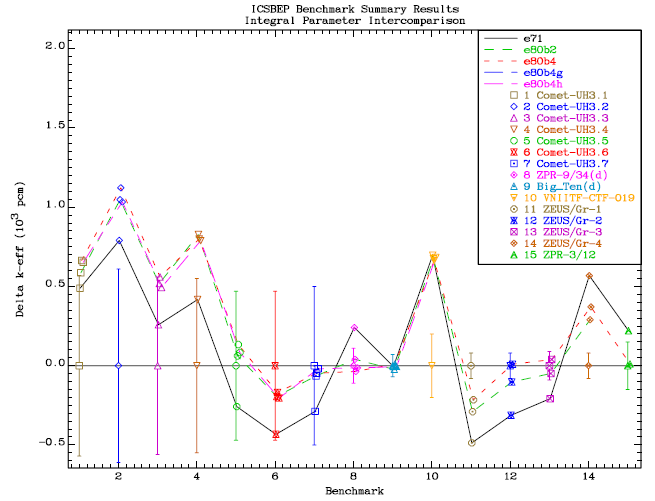 ICSBEP Benchmark Summary Results
Integral Parameter Intercomparison
e71
e80b2
e80b4
e80b4g
e80b4h
1 Comet-UH3.1
2 Comet-UH3.2
3 Comet-UH3.3
4 Comet-UH3.4
5 Comet-UH3.5
6 Comet-UH3.6
7 Comet-UH3.7
8 ZPR-9/34(d)
9 Big_Ten(d)
10 VNIITF-CTF-019
11 ZEUS/Gr-1
12 ZEUS/Gr-2
13 ZEUS/Gr-3
14 ZEUS/Gr-4
15 ZPR-3/12
2.0
1.5
1.0
0.5
0.0
-0.5
Delta k-eff (10³ pcm)
2 4 6 8 10 12 14
Benchmark